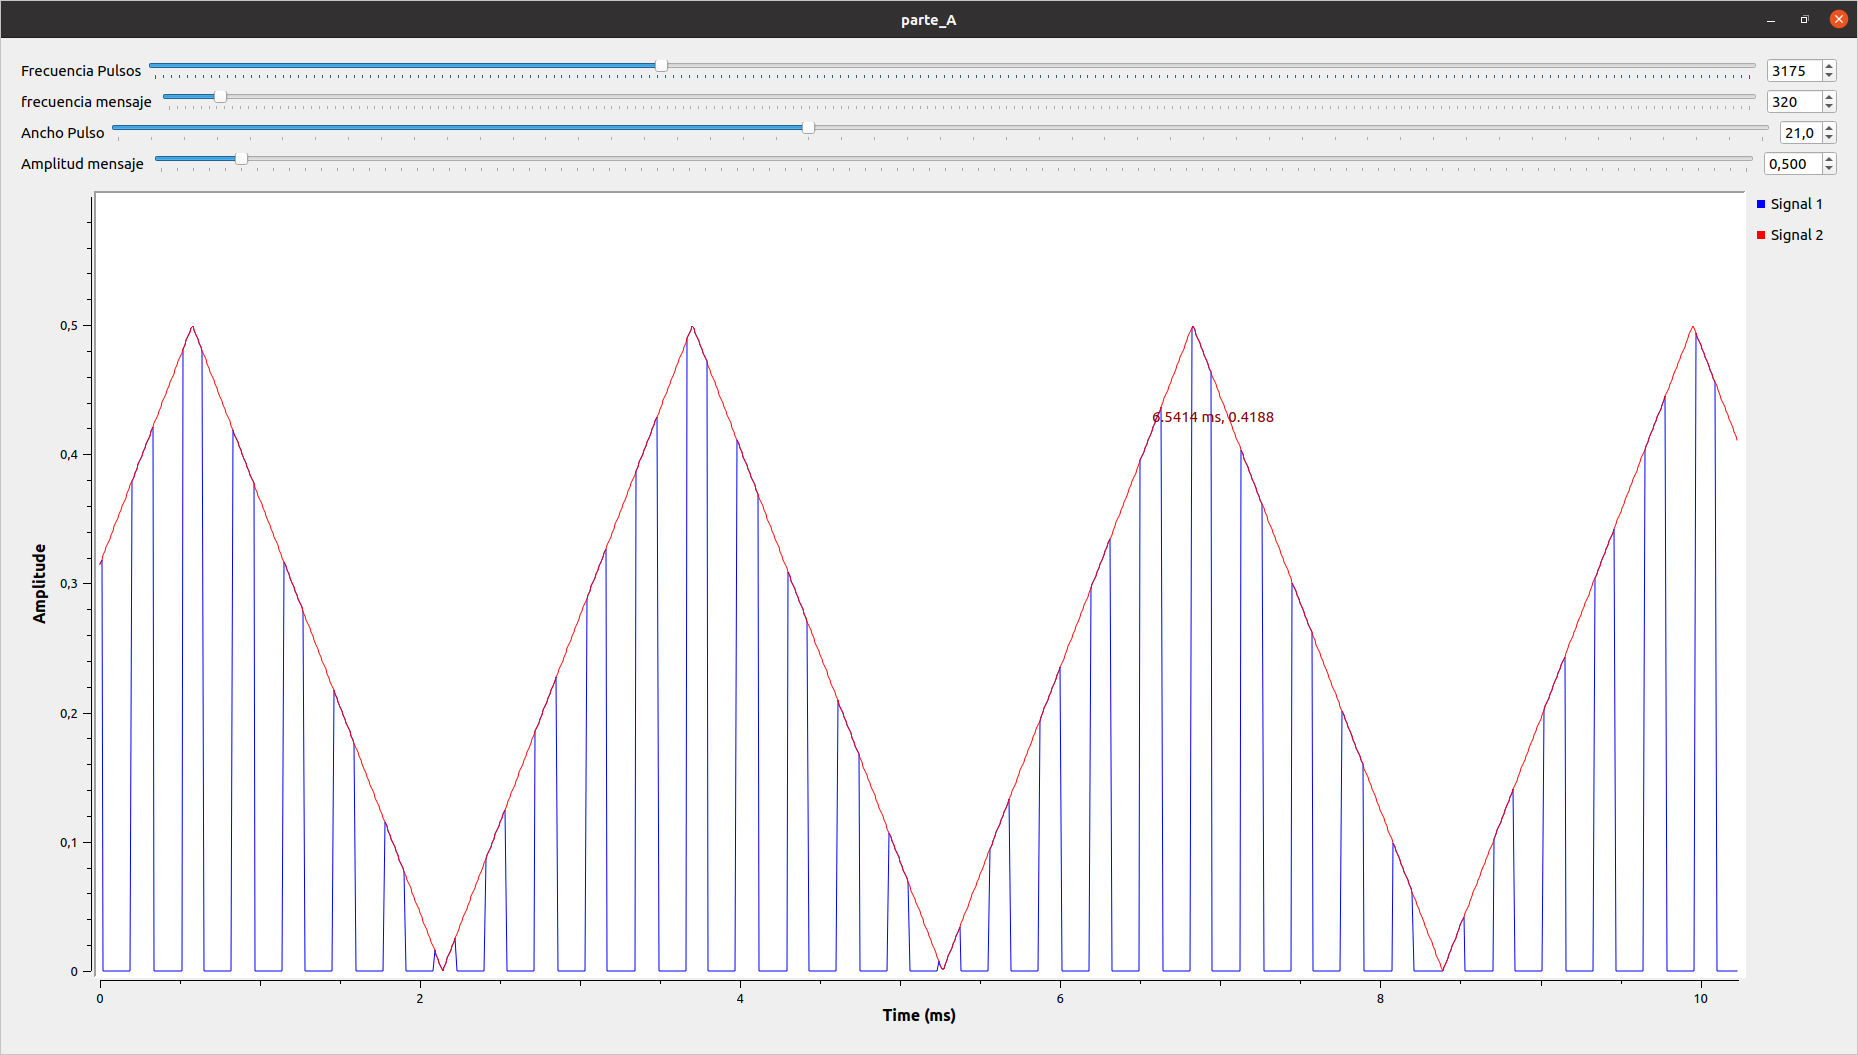 parte_A
Frecuencia Pulsos 3175
frecuencia mensaje 320
Ancho Pulso 21,0
Amplitud mensaje 0,500
Signal 1
Signal 2
0,5
6.5414 ms, 0.4188
0,4
Amplitude
0,3
0,2
0,1
0
0 2 4 6 8 10
Time (ms)